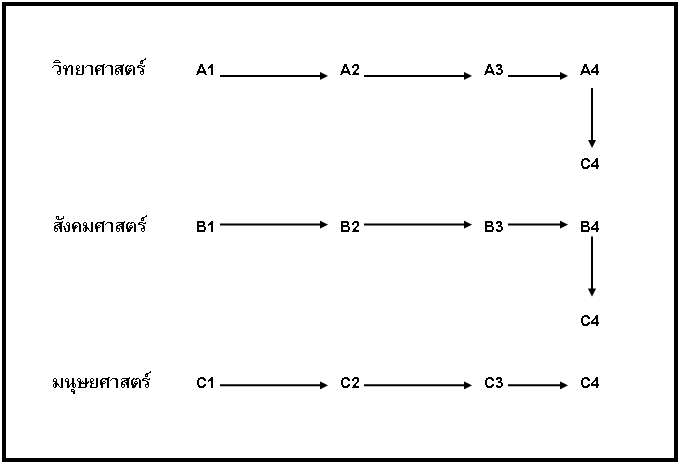 วิทยาศาสตร์ A1 A2 A3 A4
C4
สังคมศาสตร์ B1 B2 B3 B4
C4
มนุษยศาสตร์ C1 C2 C3 C4